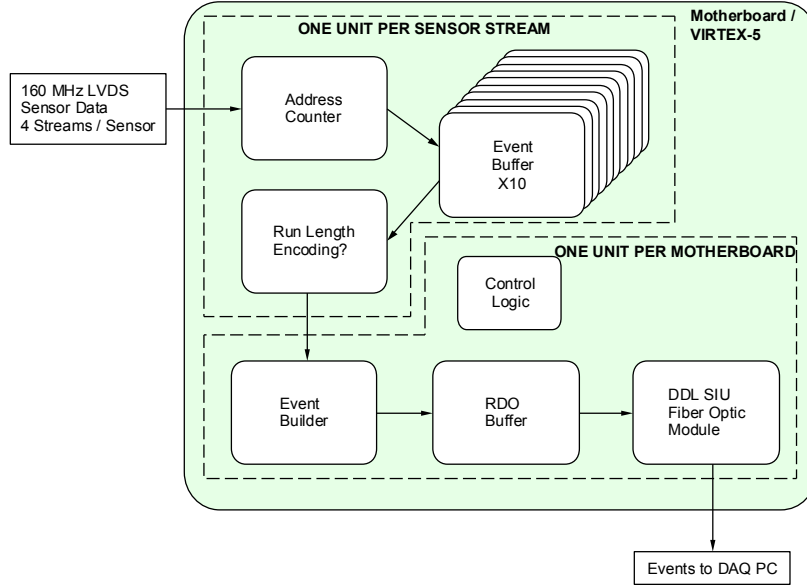 Motherboard /
VIRTEX-5
ONE UNIT PER SENSOR STREAM
160 MHz LVDS
Sensor Data
4 Streams / Sensor
Address
Counter
Event
Buffer
X10
Run Length
Encoding?
ONE UNIT PER MOTHERBOARD
Control
Logic
Event
Builder
RDO
Buffer
DDL SIU
Fiber Optic
Module
Events to DAQ PC